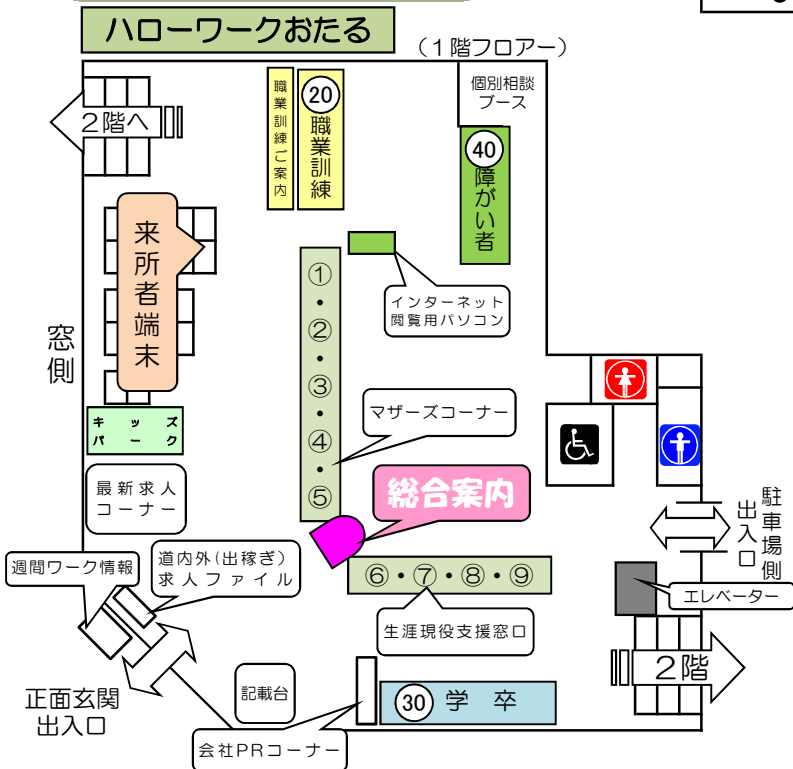 ハローワークおたる
（１階フロアー）
２階へ
職業訓練ご案内
20 職業訓練
個別相談
ブース
40 障がい者
来所者端末
窓側
インターネット
閲覧用パソコン
①・②・③・④・⑤
マザーズコーナー
キッズ
パーク
最新求人
コーナー
総合案内
週間ワーク情報
道内外(出稼ぎ)
求人ファイル
⑥・⑦・⑧・⑨
生涯現役支援窓口
駐車場側
出入口
エレベーター
２階
正面玄関
出入口
記載台
30 学 卒
会社PRコーナー